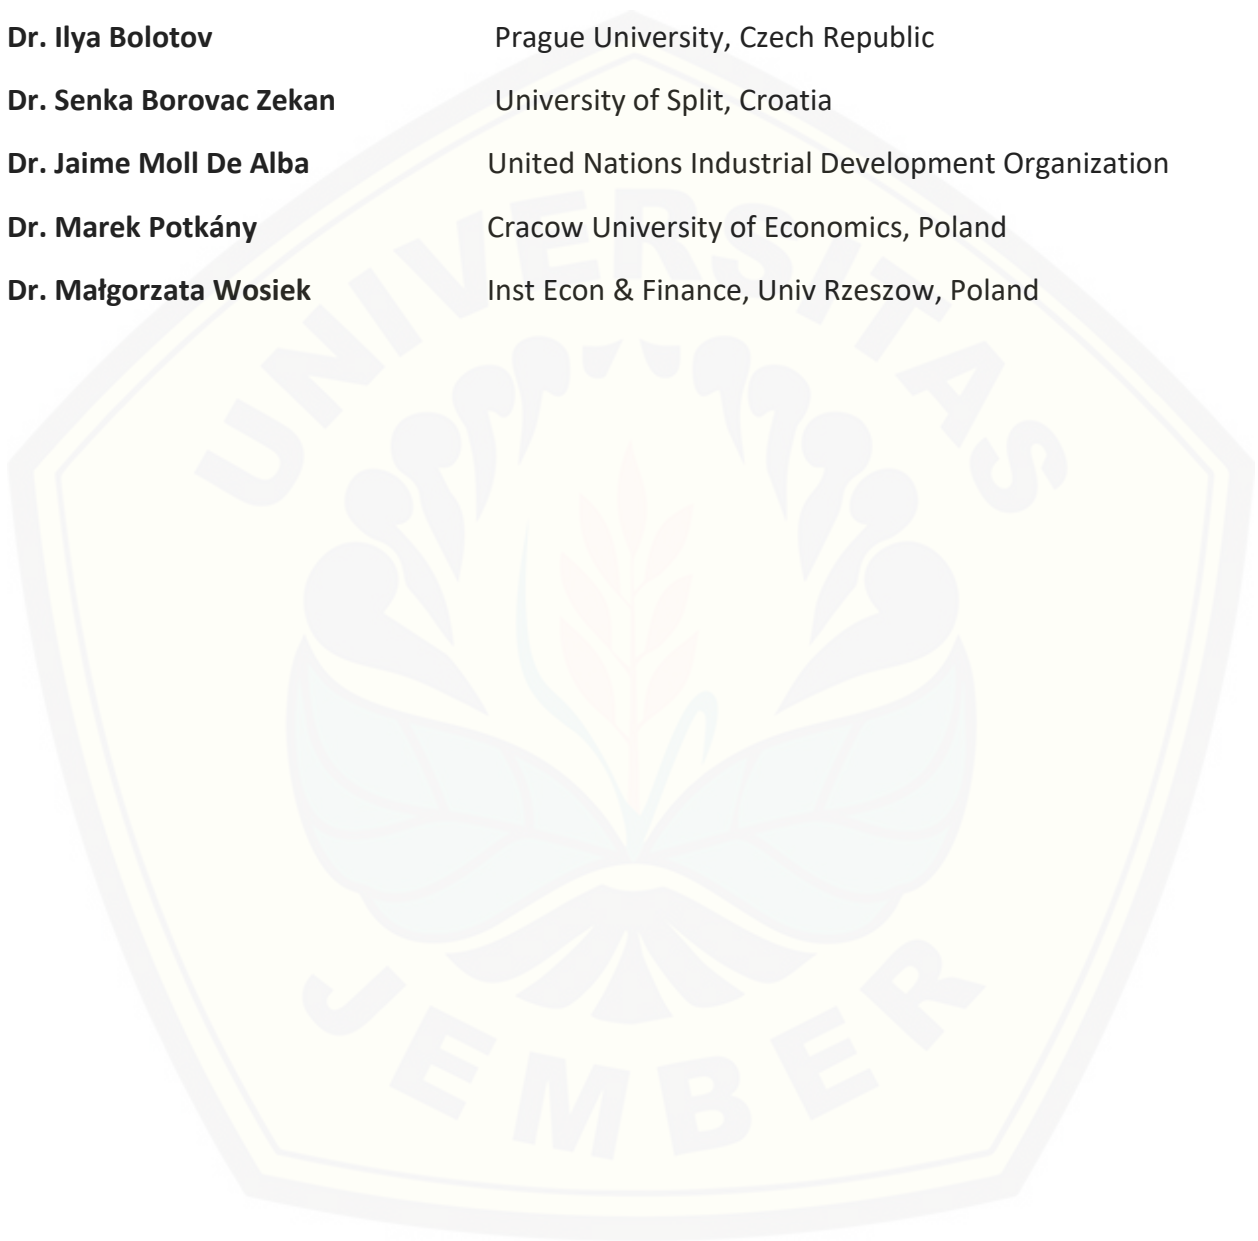 Dr. Ilya Bolotov Prague University, Czech Republic
Dr. Senka Borovac Zekan University of Split, Croatia
Dr. Jaime Moll De Alba United Nations Industrial Development Organization
Dr. Marek Potkány Cracow University of Economics, Poland
Dr. Małgorzata Wosiek Inst Econ & Finance, Univ Rzeszow, Poland
UNIVERSITAS
JEMBER